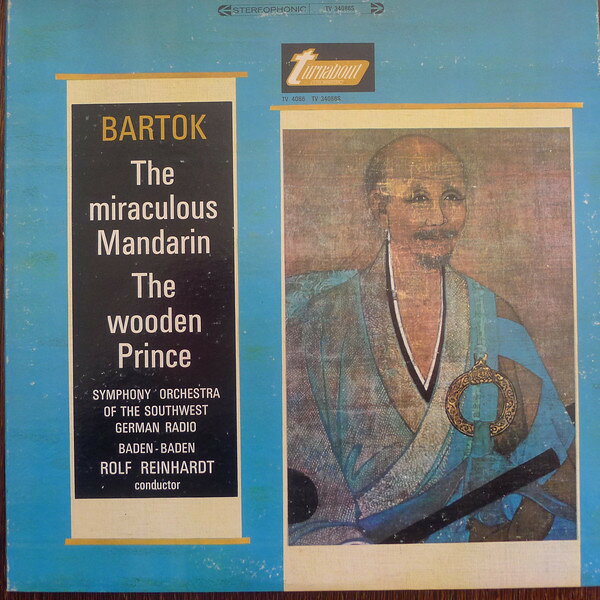 STEREOPHONIC TV 34086S
turnabout
TV 4086 TV 34086S
BARTOK
The
miraculous
Mandarin
The
wooden
Prince
SYMPHONY ORCHESTRA
OF THE SOUTHWEST
GERMAN RADIO
BADEN-BADEN
ROLF REINHARDT
conductor